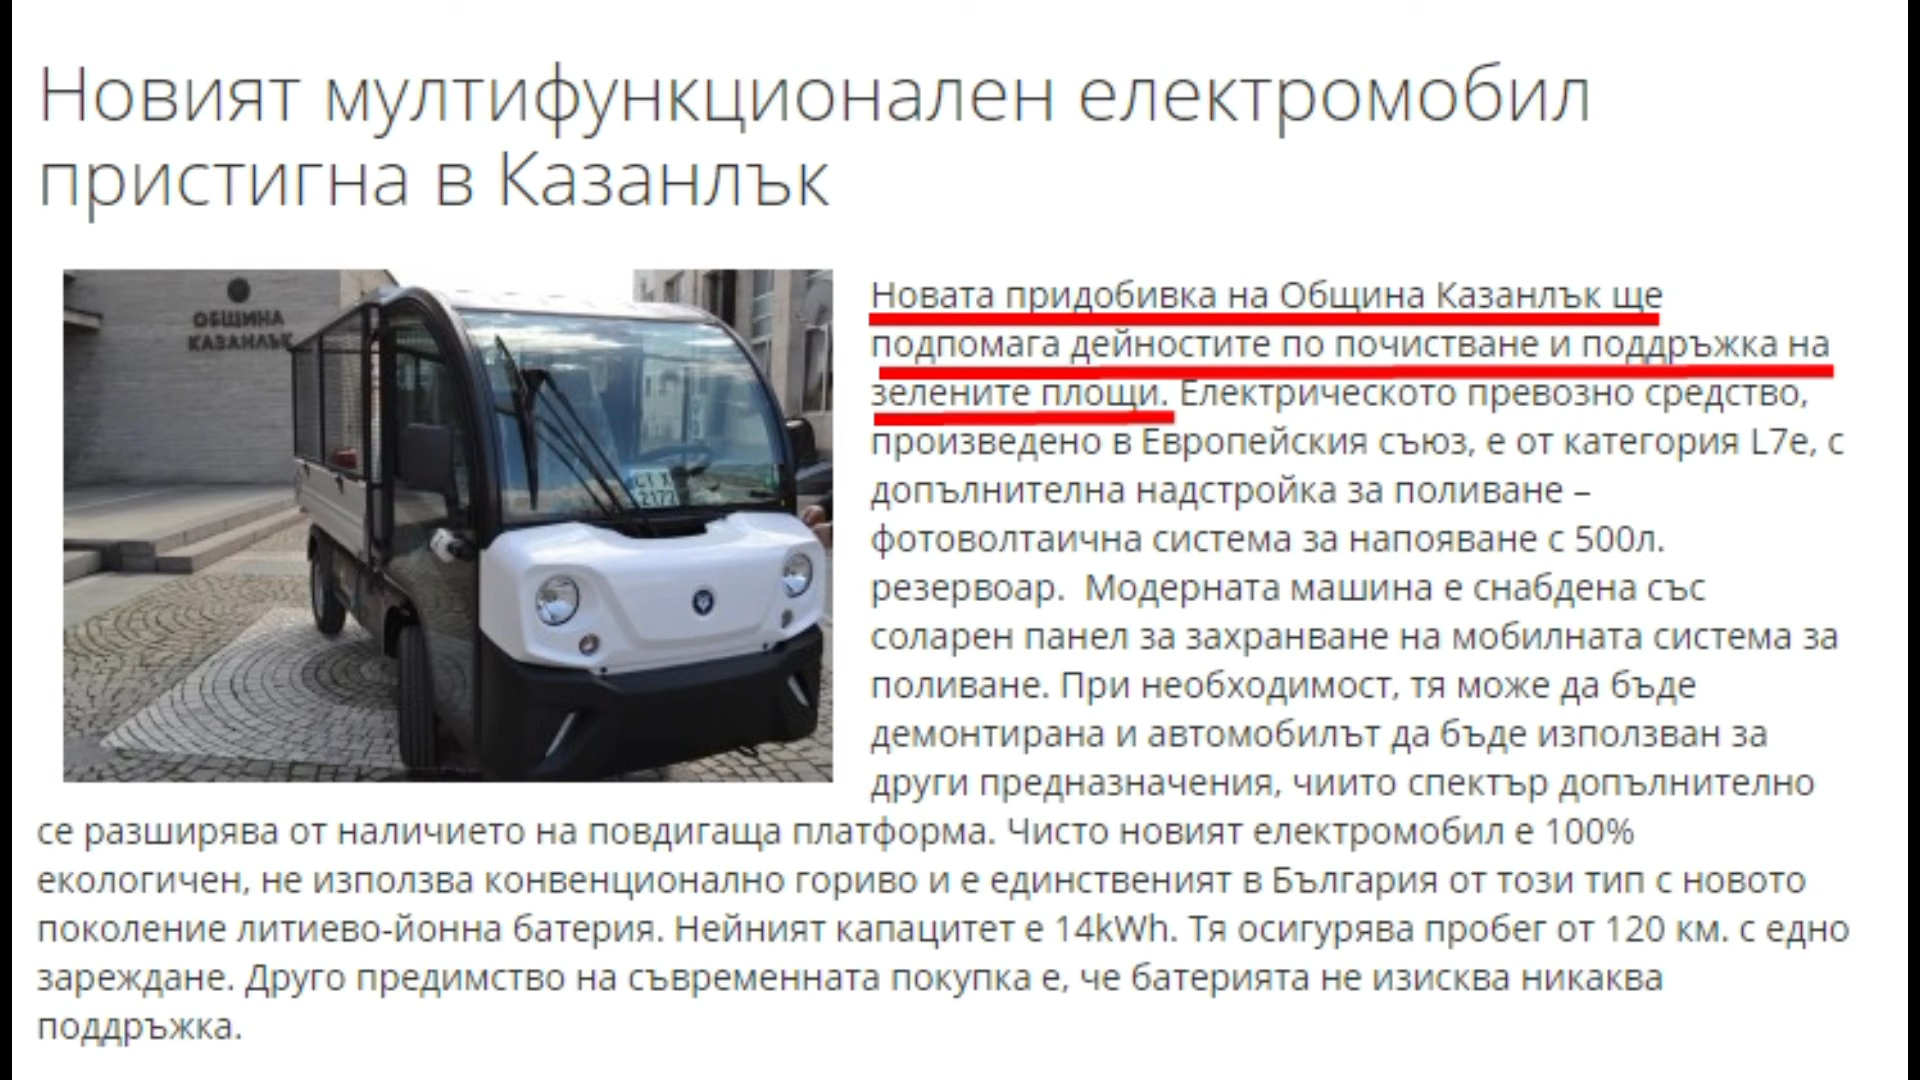 Новият мултифункционален електромобил
пристигна в Казанлък
ОБЩИНА
КАЗАНЛЪК
Новата придобивка на Община Казанлък ще
подпомага дейностите по почистване и поддръжка на
зелените площи. Електрическото превозно средство,
произведено в Европейския съюз, е от категория L7e, с
допълнителна надстройка за поливане –
фотоволтаична система за напояване с 500л.
резервоар.  Модерната машина е снабдена със
соларен панел за захранване на мобилната система за
поливане. При необходимост, тя може да бъде
демонтирана и автомобилът да бъде използван за
други предназначения, чиито спектър допълнително
се разширява от наличието на повдигаща платформа. Чисто новият електромобил е 100%
екологичен, не използва конвенционално гориво и е единственият в България от този тип с новото
поколение литиево-йонна батерия. Нейният капацитет е 14kWh. Тя осигурява пробег от 120 км. с едно
зареждане. Друго предимство на съвременната покупка е, че батерията не изисква никаква
поддръжка.